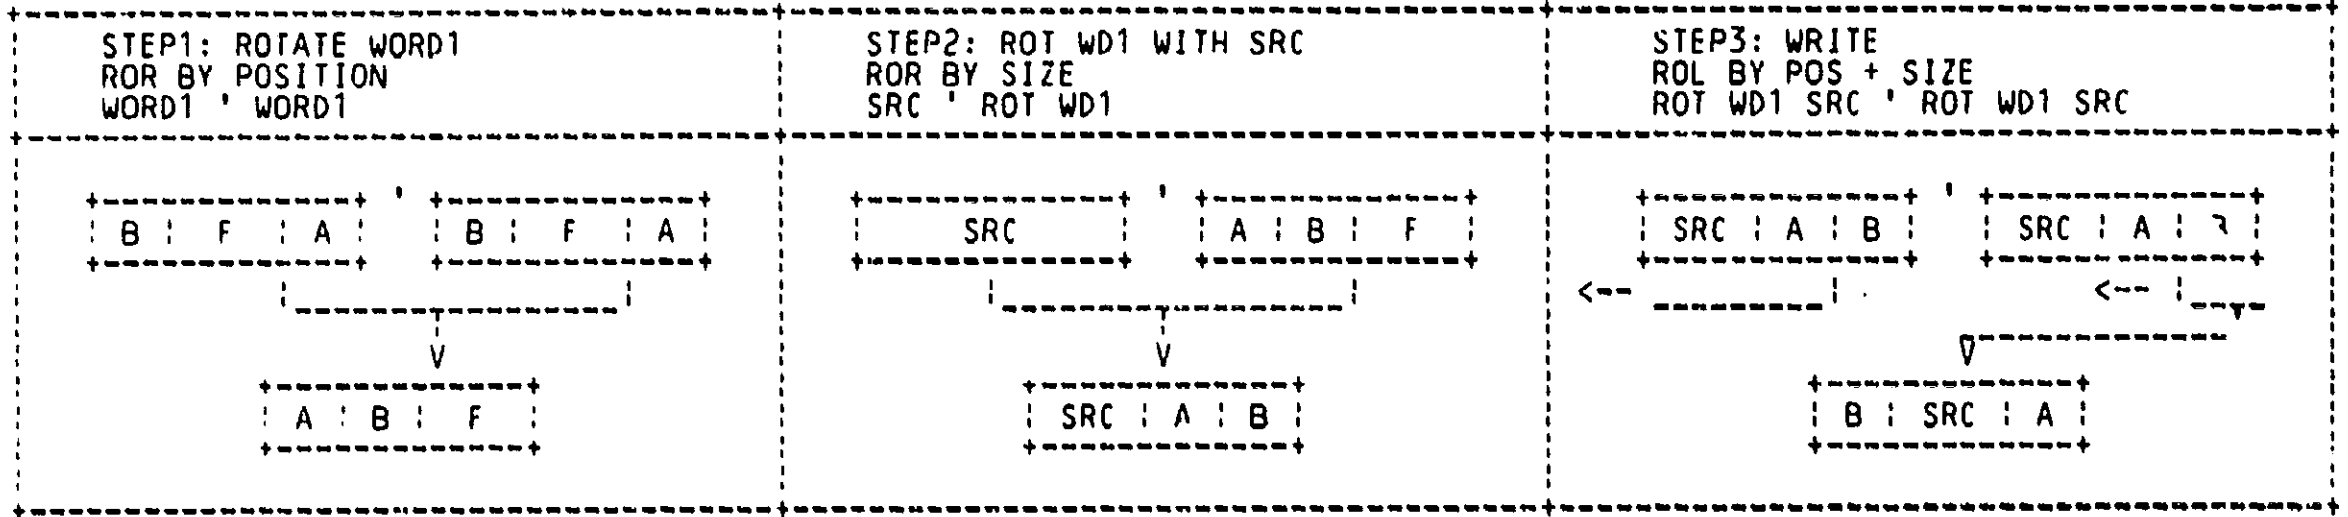 STEP1: ROTATE WORD1
ROR BY POSITION
WORD1 ' WORD1
STEP2: ROT WD1 WITH SRC
ROR BY SIZE
SRC ' ROT WD1
STEP3: WRITE
ROL BY POS + SIZE
ROT WD1 SRC ' ROT WD1 SRC
B F A ' B F A
V
A B F
SRC ' A B F
V
SRC A B
SRC A B ' SRC A
<-- <--
V
B SRC A